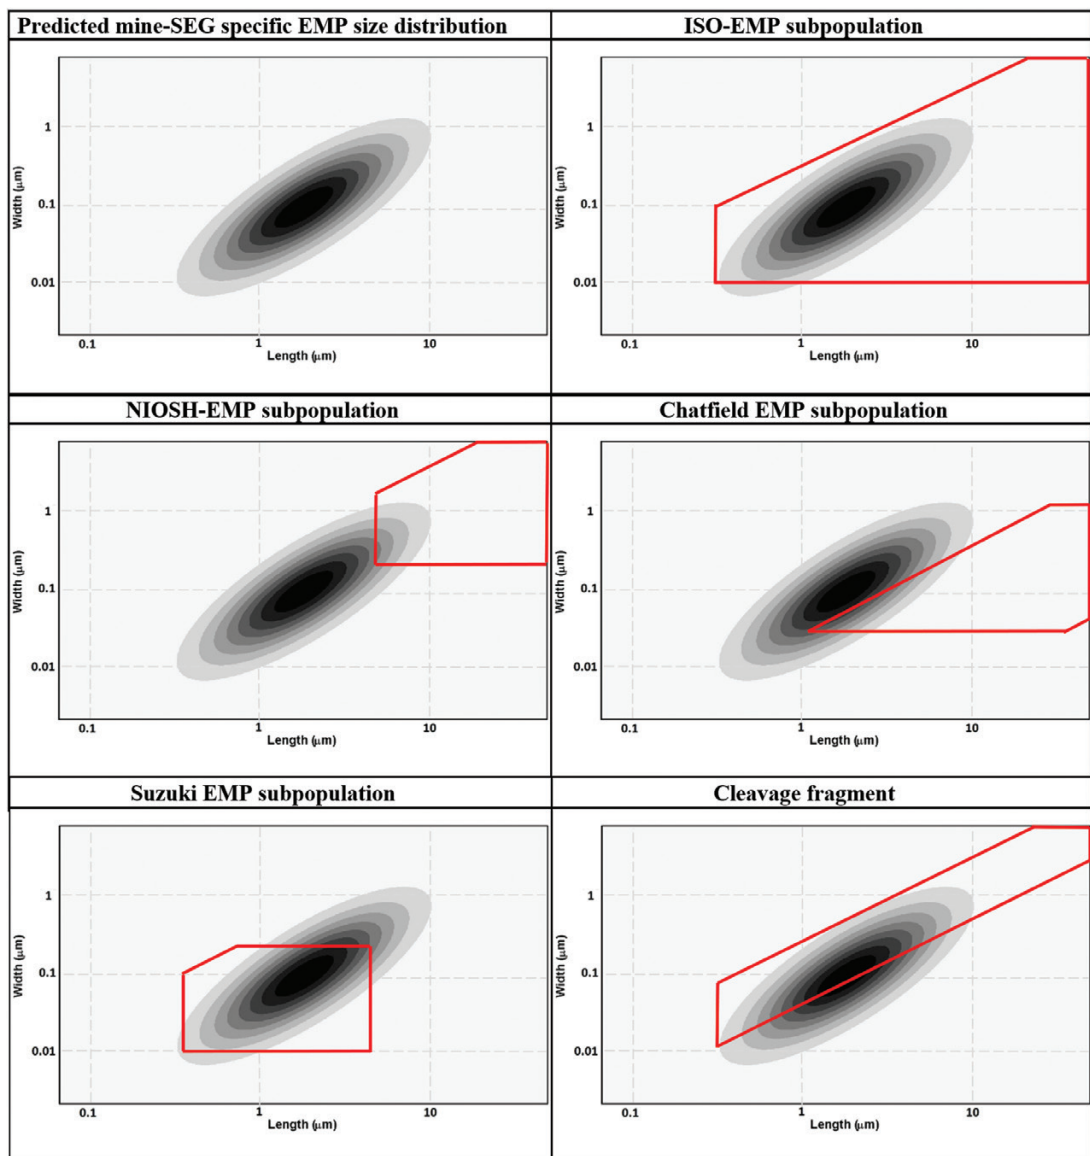 Predicted mine-SEG specific EMP size distribution
ISO-EMP subpopulation
Width (μm)
1
0.1
0.01
0.1
1
10
Length (μm)
Width (μm)
1
0.1
0.01
0.1
1
10
Length (μm)
NIOSH-EMP subpopulation
Chatfield EMP subpopulation
Width (μm)
1
0.1
0.01
0.1
1
10
Length (μm)
Width (μm)
1
0.1
0.01
0.1
1
10
Length (μm)
Suzuki EMP subpopulation
Cleavage fragment
Width (μm)
1
0.1
0.01
0.1
1
10
Length (μm)
Width (μm)
1
0.1
0.01
0.1
1
10
Length (μm)